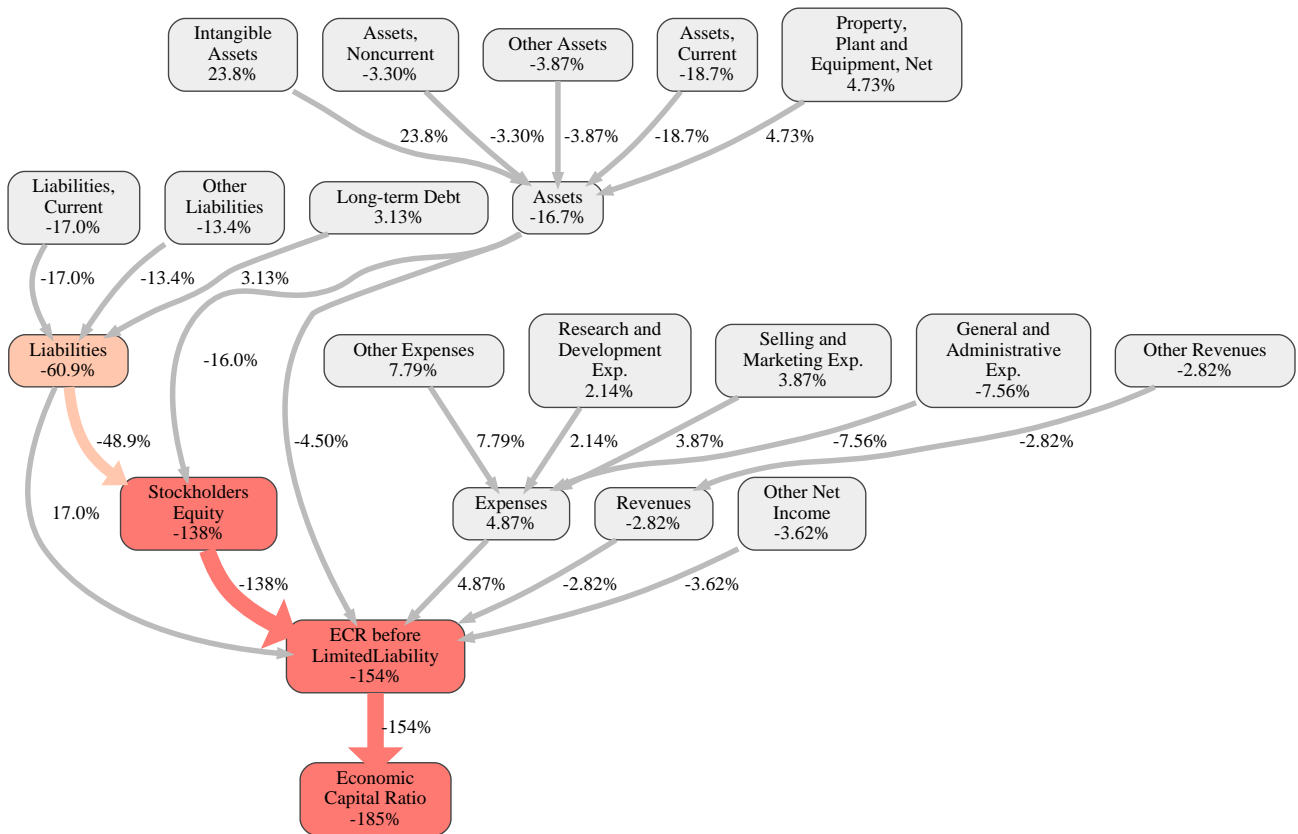 Intangible
Assets
23.8%
Assets,
Noncurrent
-3.30%
Other Assets
-3.87%
Assets,
Current
-18.7%
Property,
Plant and
Equipment, Net
4.73%
23.8%
-3.30%
-3.87%
-18.7%
4.73%
Liabilities,
Current
-17.0%
Other
Liabilities
-13.4%
Long-term Debt
3.13%
Assets
-16.7%
-17.0%
-13.4%
3.13%
Liabilities
-60.9%
-16.0%
Other Expenses
7.79%
Research and
Development
Exp.
2.14%
Selling and
Marketing Exp.
3.87%
General and
Administrative
Exp.
-7.56%
Other Revenues
-2.82%
-48.9%
-4.50%
7.79%
2.14%
3.87%
-7.56%
-2.82%
17.0%
Stockholders
Equity
-138%
Expenses
4.87%
Revenues
-2.82%
Other Net
Income
-3.62%
-138%
4.87%
-2.82%
-3.62%
ECR before
LimitedLiability
-154%
-154%
Economic
Capital Ratio
-185%